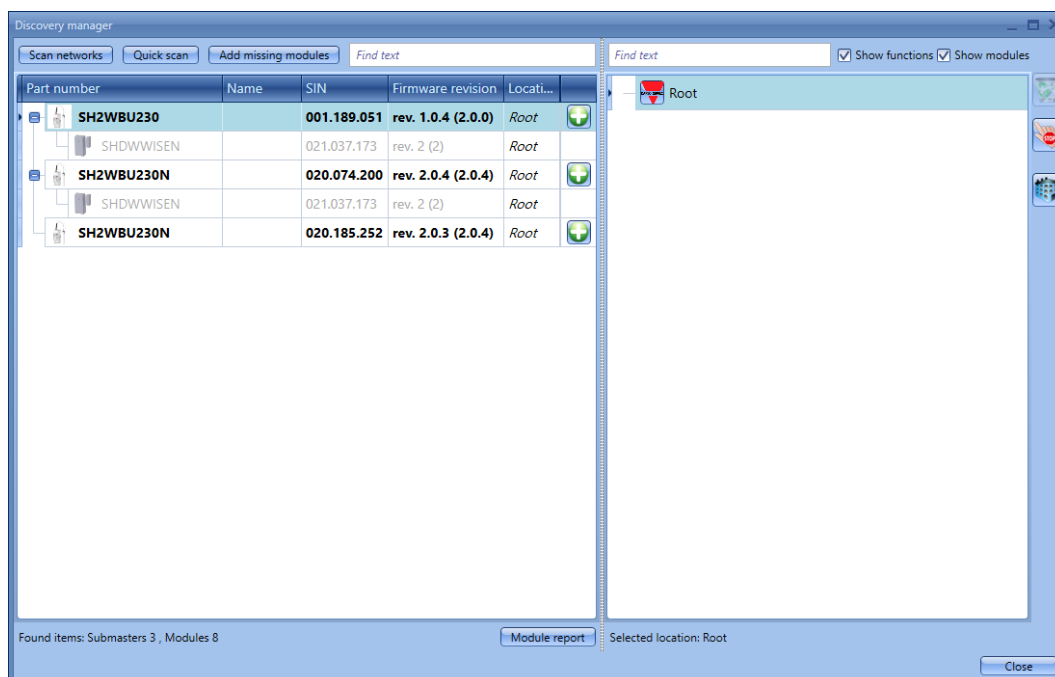 Discovery manager
Scan networks Quick scan Add missing modules Find text
Find text Show functions Show modules
Part number Name SIN Firmware revision Locati...
SH2WBU230 001.189.051 rev. 1.0.4 (2.0.0) Root
SHDWWISEN 021.037.173 rev. 2 (2) Root
SH2WBU230N 020.074.200 rev. 2.0.4 (2.0.4) Root
SHDWWISEN 021.037.173 rev. 2 (2) Root
SH2WBU230N 020.185.252 rev. 2.0.3 (2.0.4) Root
Root
STOP
Found items: Submasters 3 , Modules 8 Module report
Selected location: Root
Close